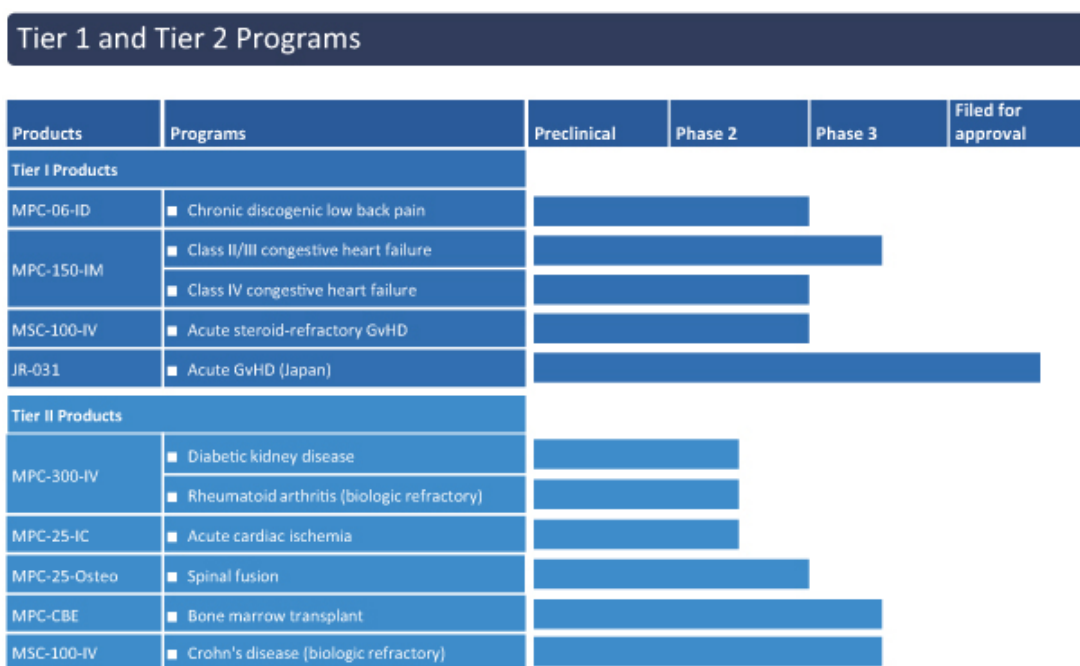 Tier 1 and Tier 2 Programs
Products Programs Preclinical Phase 2 Phase 3 Filed for approval
Tier I Products
MPC-06-ID ■ Chronic discogenic low back pain
MPC-150-IM ■ Class II/III congestive heart failure
■ Class IV congestive heart failure
MSC-100-IV ■ Acute steroid-refractory GvHD
JR-031 ■ Acute GvHD (Japan)
Tier II Products
MPC-300-IV ■ Diabetic kidney disease
■ Rheumatoid arthritis (biologic refractory)
MPC-25-IC ■ Acute cardiac ischemia
MPC-25-Osteo ■ Spinal fusion
MPC-CBE ■ Bone marrow transplant
MSC-100-IV ■ Crohn's disease (biologic refractory)